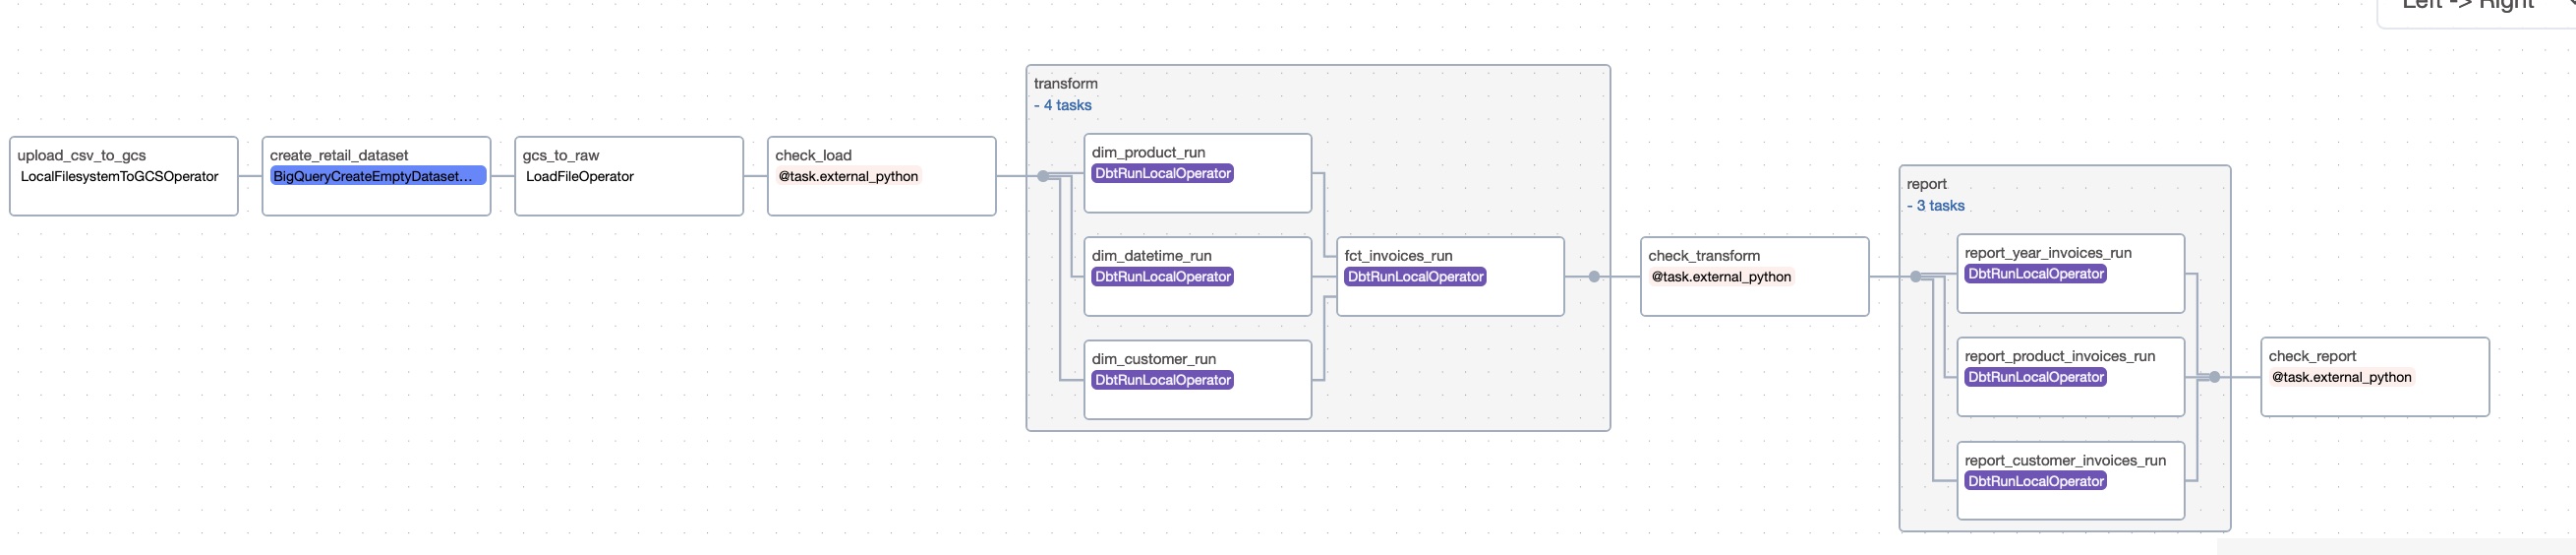 Left -> Right
upload_csv_to_gcs
LocalFilesystemToGCSOperator
create_retail_dataset
BigQueryCreateEmptyDataset...
gcs_to_raw
LoadFileOperator
check_load
@task.external_python
transform
- 4 tasks
dim_product_run
DbtRunLocalOperator
dim_datetime_run
DbtRunLocalOperator
dim_customer_run
DbtRunLocalOperator
fct_invoices_run
DbtRunLocalOperator
check_transform
@task.external_python
report
- 3 tasks
report_year_invoices_run
DbtRunLocalOperator
report_product_invoices_run
DbtRunLocalOperator
report_customer_invoices_run
DbtRunLocalOperator
check_report
@task.external_python